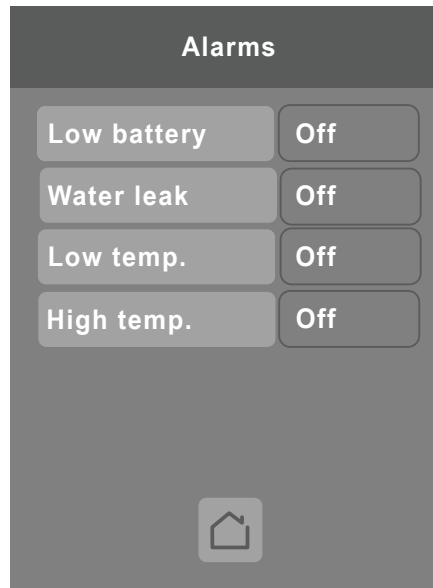 Alarms
Low battery Off
Water leak Off
Low temp. Off
High temp. Off